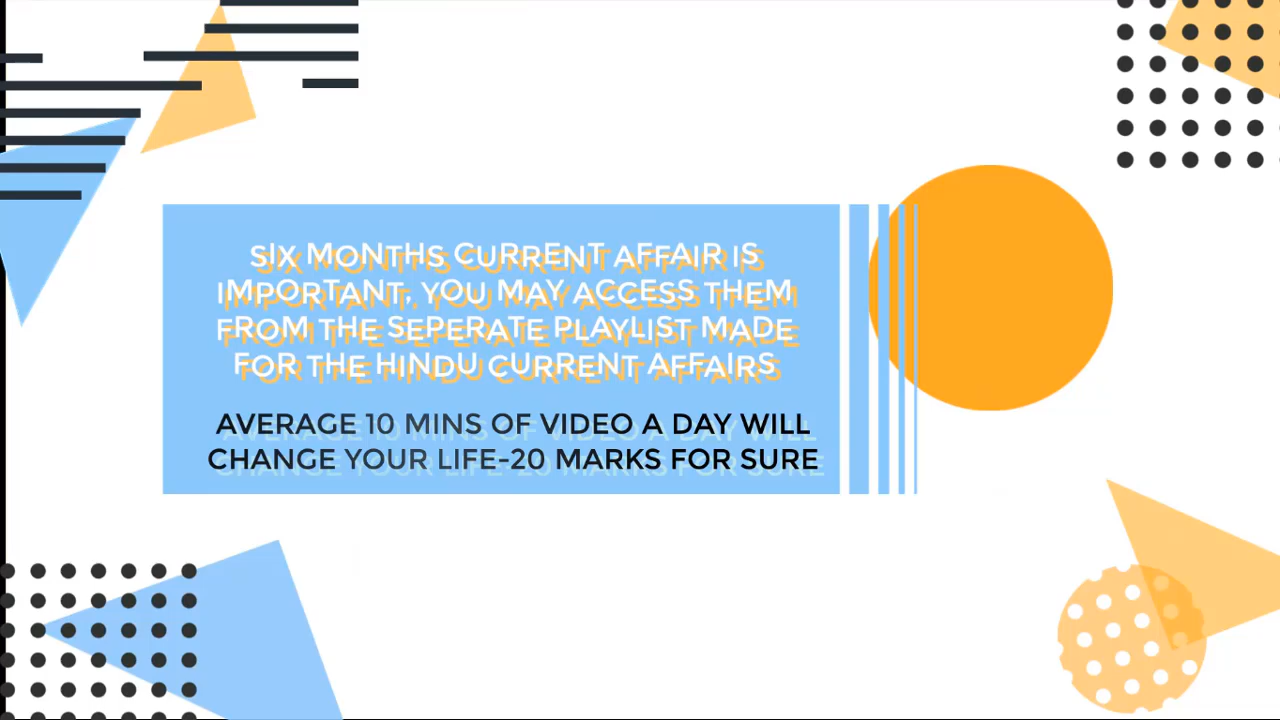 SIX MONTHS CURRENT AFFAIR IS
IMPORTANT, YOU MAY ACCESS THEM
FROM THE SEPERATE PLAYLIST MADE
FOR THE HINDU CURRENT AFFAIRS
AVERAGE 10 MINS OF VIDEO A DAY WILL
CHANGE YOUR LIFE-20 MARKS FOR SURE